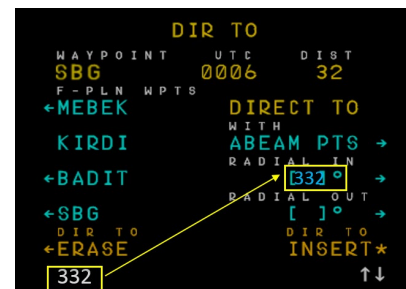 DIR TO
WAYPOINT UTC DIST
SBG 0006 32
F-PLN WPTS
←MEBEK DIRECT TO
WITH
KIRDI ABEAM PTS →
RADIAL IN
←BADIT [332]° →
RADIAL OUT
←SBG [ ]° →
DIR TO DIR TO
←ERASE INSERT*
332 ↑↓